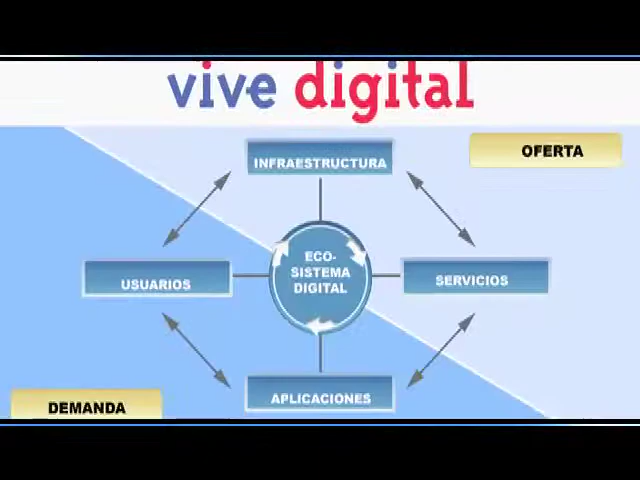 vive digital
OFERTA
INFRAESTRUCTURA
ECO-
SISTEMA
DIGITAL
USUARIOS
SERVICIOS
APLICACIONES
DEMANDA